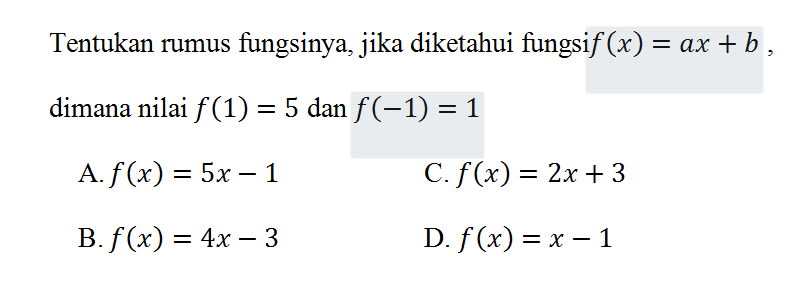 Tentukan rumus fungsinya, jika diketahui fungsi f(x) = ax + b ,
dimana nilai f(1) = 5 dan f(−1) = 1
A. f(x) = 5x − 1 C. f(x) = 2x + 3
B. f(x) = 4x − 3 D. f(x) = x − 1